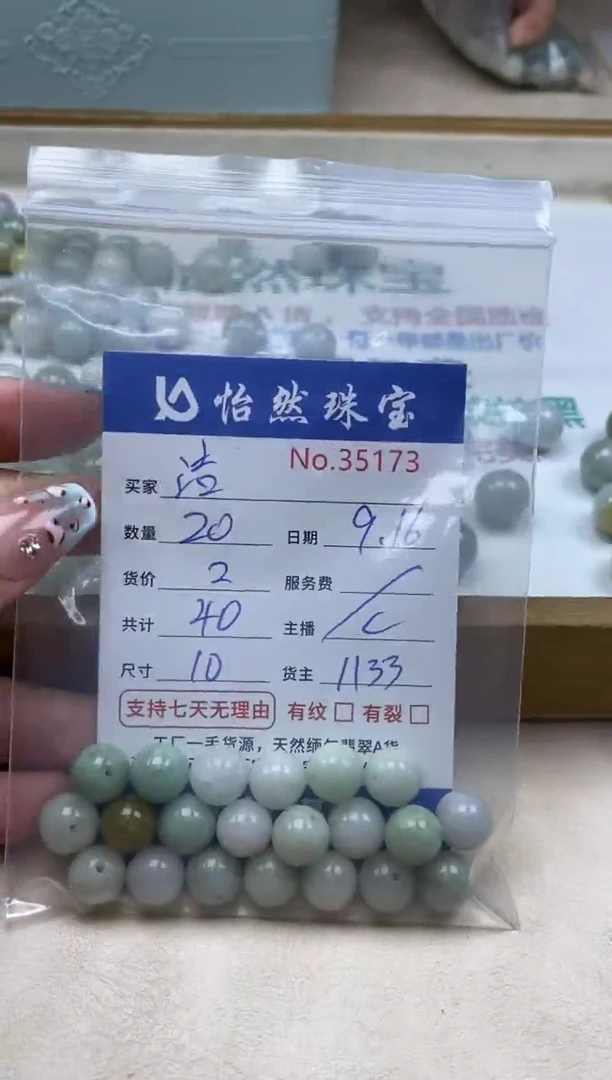 怡然珠宝
No.35173
买家 洁
数量 20 日期 9.16
货价 2 服务费 /
共计 40 主播 C
尺寸 10 货主 1133
支持七天无理由 有纹 □ 有裂 □
工厂一手货源，天然缅甸翡翠A货